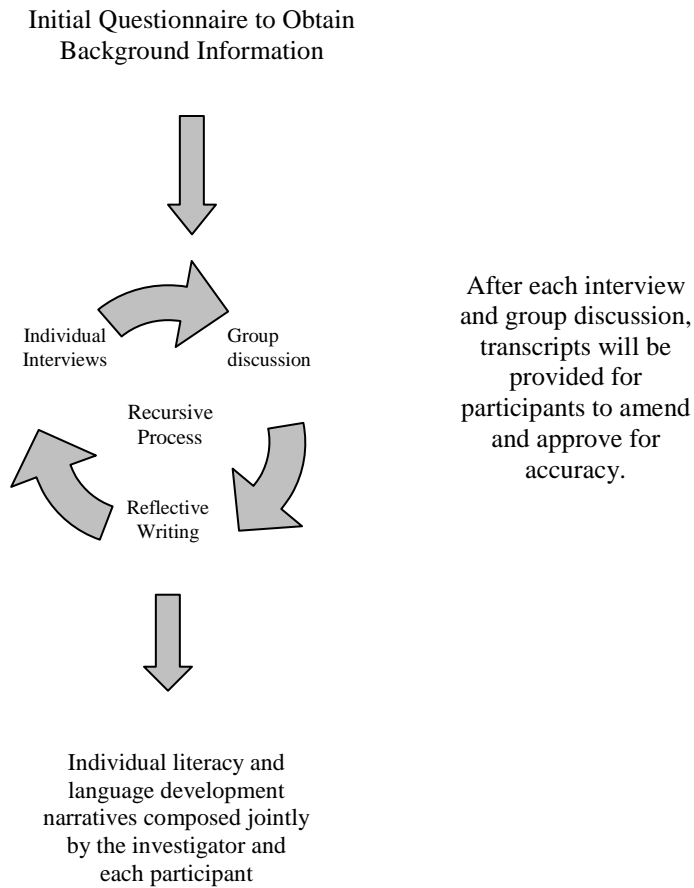 Initial Questionnaire to Obtain
Background Information
Individual
Interviews
Group
discussion
Recursive
Process
Reflective
Writing
After each interview
and group discussion,
transcripts will be
provided for
participants to amend
and approve for
accuracy.
Individual literacy and
language development
narratives composed jointly
by the investigator and
each participant